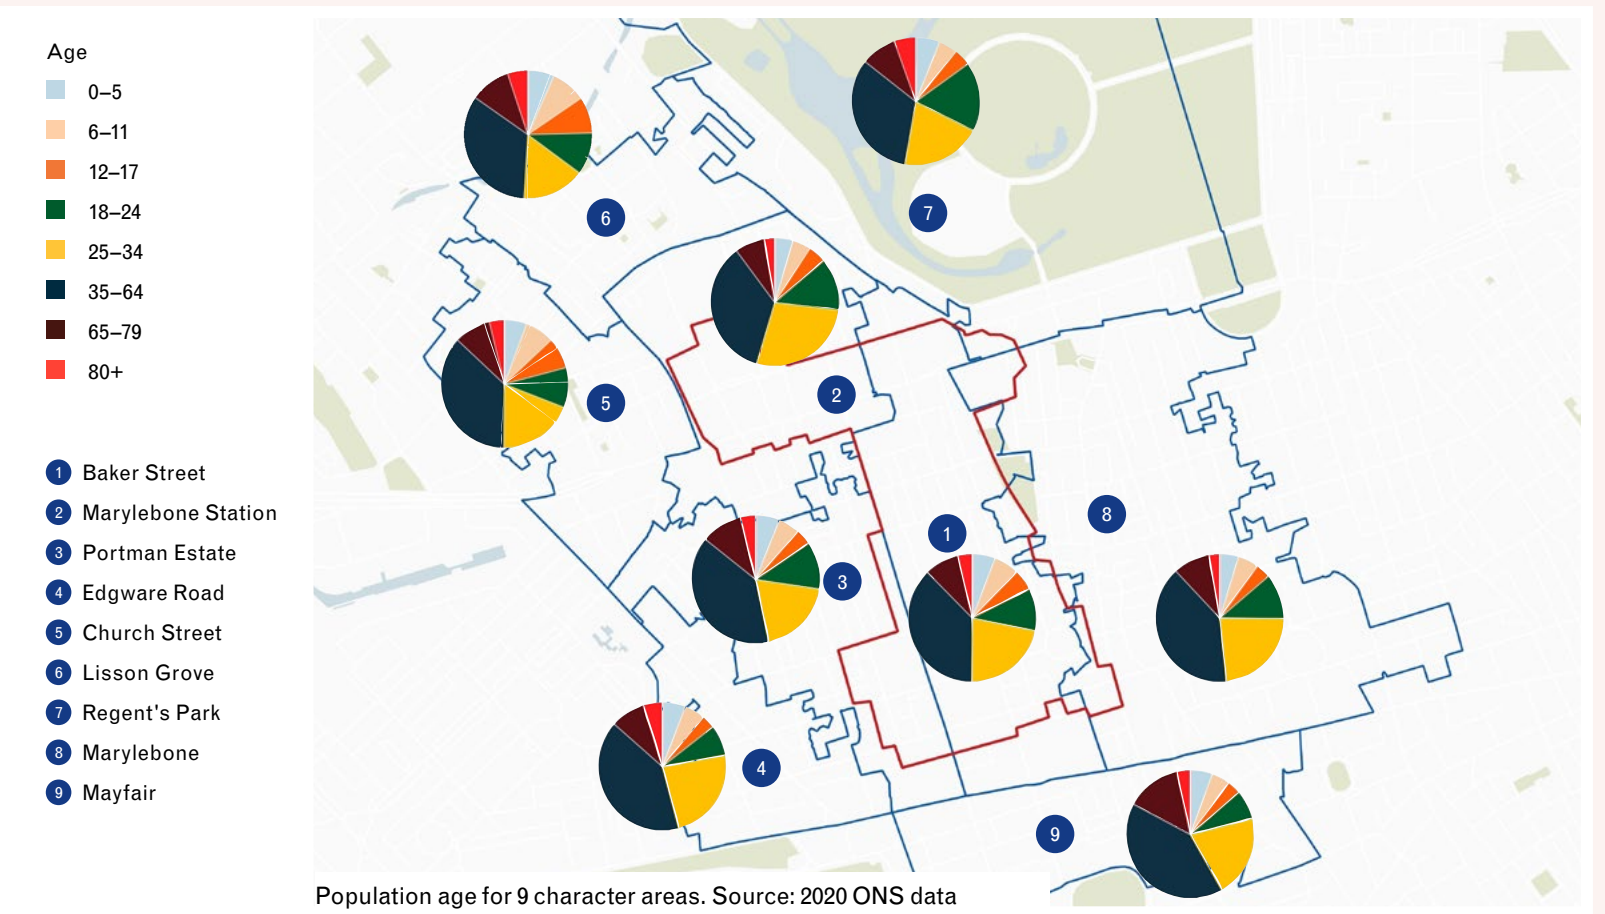 Age
0–5
6–11
12–17
18–24
25–34
35–64
65–79
80+
1 Baker Street
2 Marylebone Station
3 Portman Estate
4 Edgware Road
5 Church Street
6 Lisson Grove
7 Regent's Park
8 Marylebone
9 Mayfair
7
6
2
5
8
1
3
4
9
Population age for 9 character areas. Source: 2020 ONS data